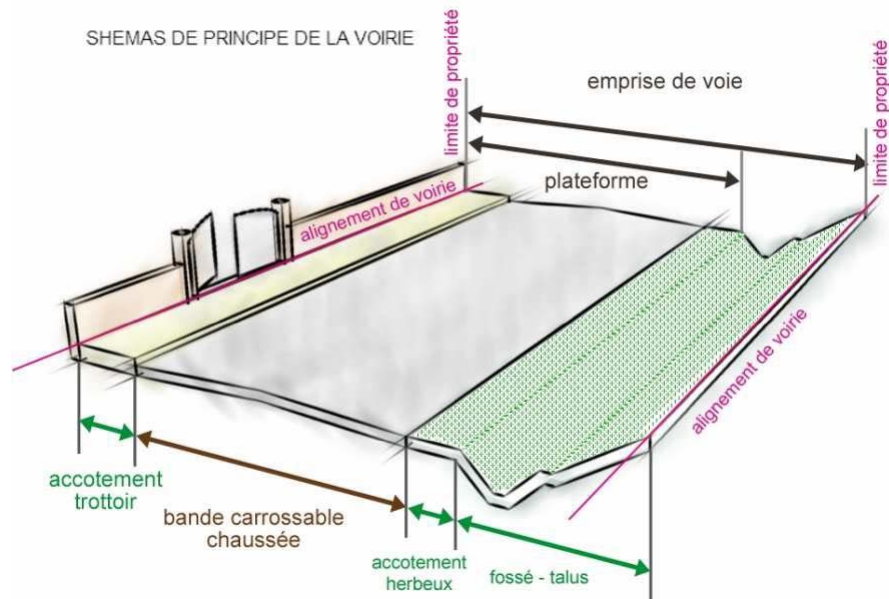 SHEMAS DE PRINCIPE DE LA VOIRIE
limite de propriété
emprise de voie
limite de propriété
plateforme
alignement de voirie
alignement de voirie
accotement
trottoir
bande carrossable
chaussée
accotement
herbeux
fossé - talus